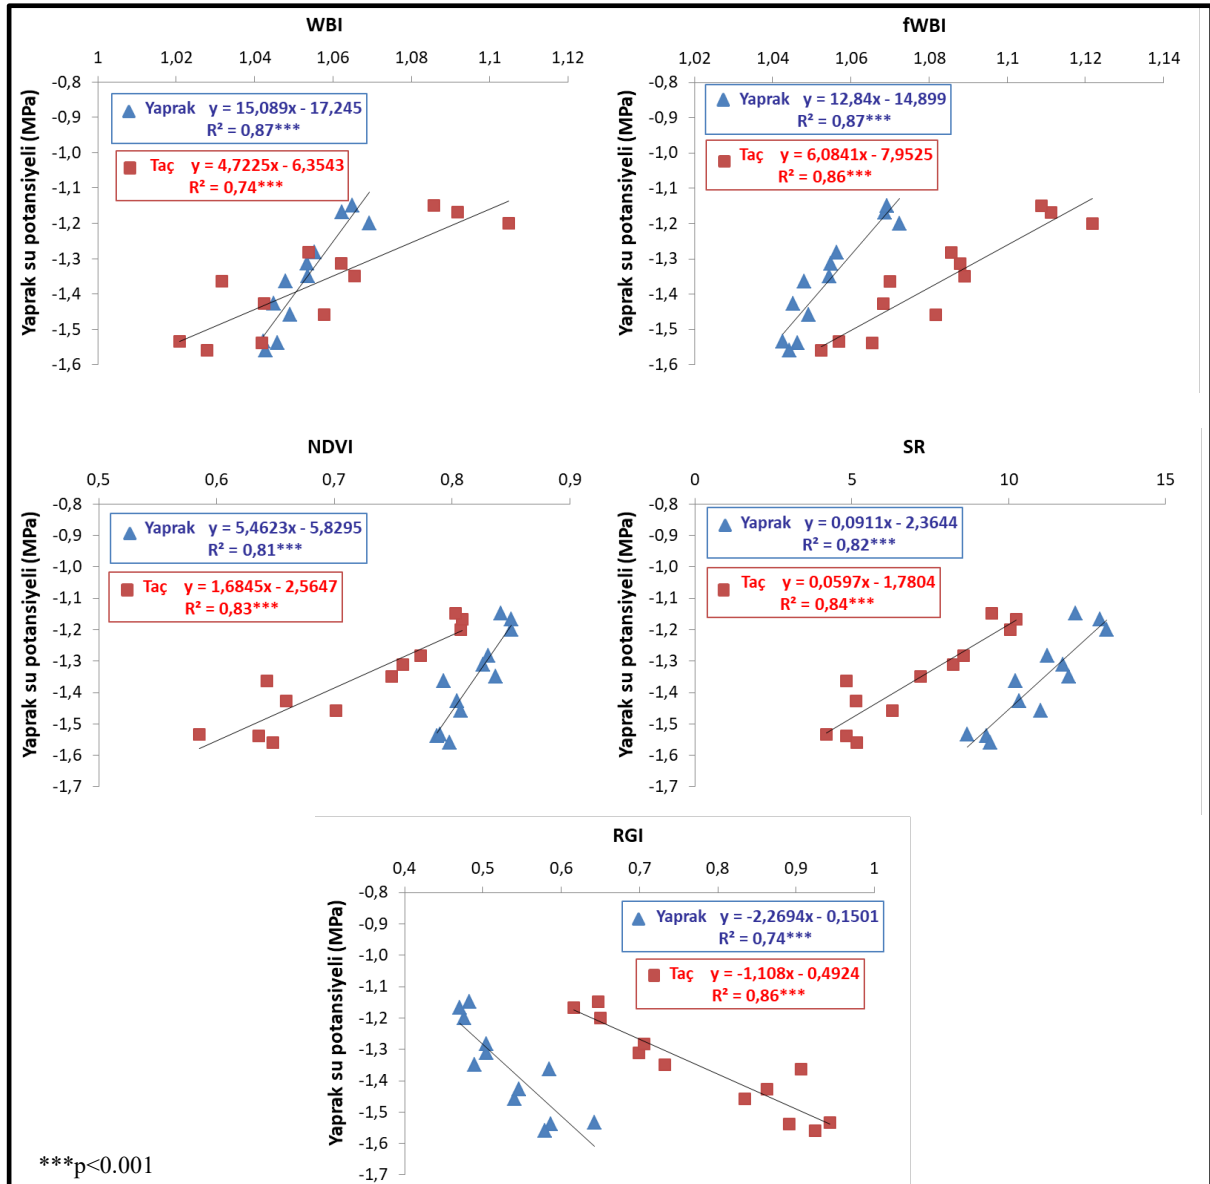 WBI
1 1,02 1,04 1,06 1,08 1,1 1,12
Yaprak su potansiyeli (MPa)
-0,8
-0,9
-1,0
-1,1
-1,2
-1,3
-1,4
-1,5
-1,6
Yaprak y = 15,089x - 17,245
R² = 0,87***
Taç y = 4,7225x - 6,3543
R² = 0,74***
fWBI
1,02 1,04 1,06 1,08 1,1 1,12 1,14
Yaprak su potansiyeli (MPa)
-0,8
-0,9
-1,0
-1,1
-1,2
-1,3
-1,4
-1,5
-1,6
Yaprak y = 12,84x - 14,899
R² = 0,87***
Taç y = 6,0841x - 7,9525
R² = 0,86***
NDVI
0,5 0,6 0,7 0,8 0,9
Yaprak su potansiyeli (MPa)
-0,8
-0,9
-1,0
-1,1
-1,2
-1,3
-1,4
-1,5
-1,6
-1,7
Yaprak y = 5,4623x - 5,8295
R² = 0,81***
Taç y = 1,6845x - 2,5647
R² = 0,83***
SR
0 5 10 15
Yaprak su potansiyeli (MPa)
-0,8
-0,9
-1,0
-1,1
-1,2
-1,3
-1,4
-1,5
-1,6
-1,7
Yaprak y = 0,0911x - 2,3644
R² = 0,82***
Taç y = 0,0597x - 1,7804
R² = 0,84***
RGI
0,4 0,5 0,6 0,7 0,8 0,9 1
Yaprak su potansiyeli (MPa)
-0,8
-0,9
-1,0
-1,1
-1,2
-1,3
-1,4
-1,5
-1,6
-1,7
Yaprak y = -2,2694x - 0,1501
R² = 0,74***
Taç y = -1,108x - 0,4924
R² = 0,86***
***p<0.001